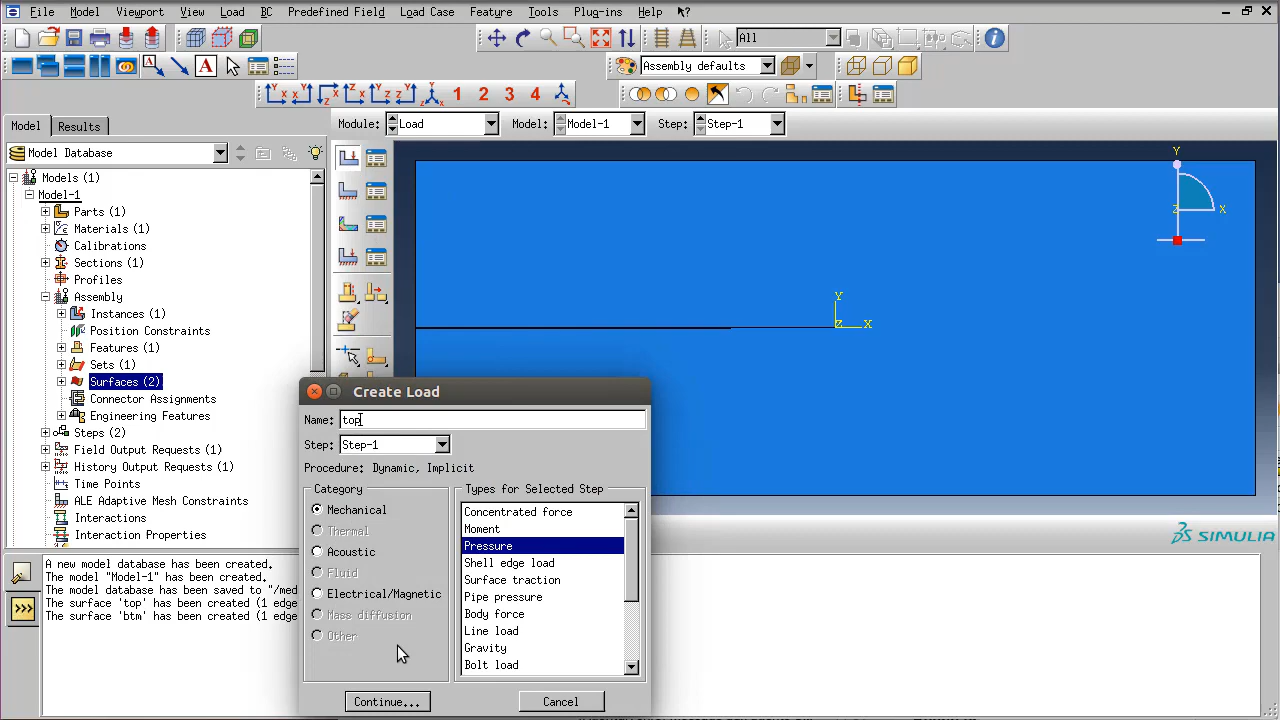 File Model Viewport View Load BC Predefined Field Load Case Feature Tools Plug-ins Help
All
A Assembly defaults
1 2 3 4
Model Results
Module: Load Model: Model-1 Step: Step-1
Model Database
Models (1)
Model-1
Parts (1)
Materials (1)
Calibrations
Sections (1)
Profiles
Assembly
Instances (1)
Position Constraints
Features (1)
Sets (1)
Surfaces (2)
Connector Assignments
Engineering Features
Steps (2)
Field Output Requests (1)
History Output Requests (1)
Time Points
ALE Adaptive Mesh Constraints
Interactions
Interaction Properties
Y
Z X
Y
Z X
Create Load
Name: top
Step: Step-1
Procedure: Dynamic, Implicit
Category
Mechanical
Thermal
Acoustic
Fluid
Electrical/Magnetic
Mass diffusion
Other
Types for Selected Step
Concentrated force
Moment
Pressure
Shell edge load
Surface traction
Pipe pressure
Body force
Line load
Gravity
Bolt load
Continue... Cancel
SIMULIA
A new model database has been created.
The model "Model-1" has been created.
The model database has been saved to "/med
The surface 'top' has been created (1 edge
The surface 'btm' has been created (1 edge